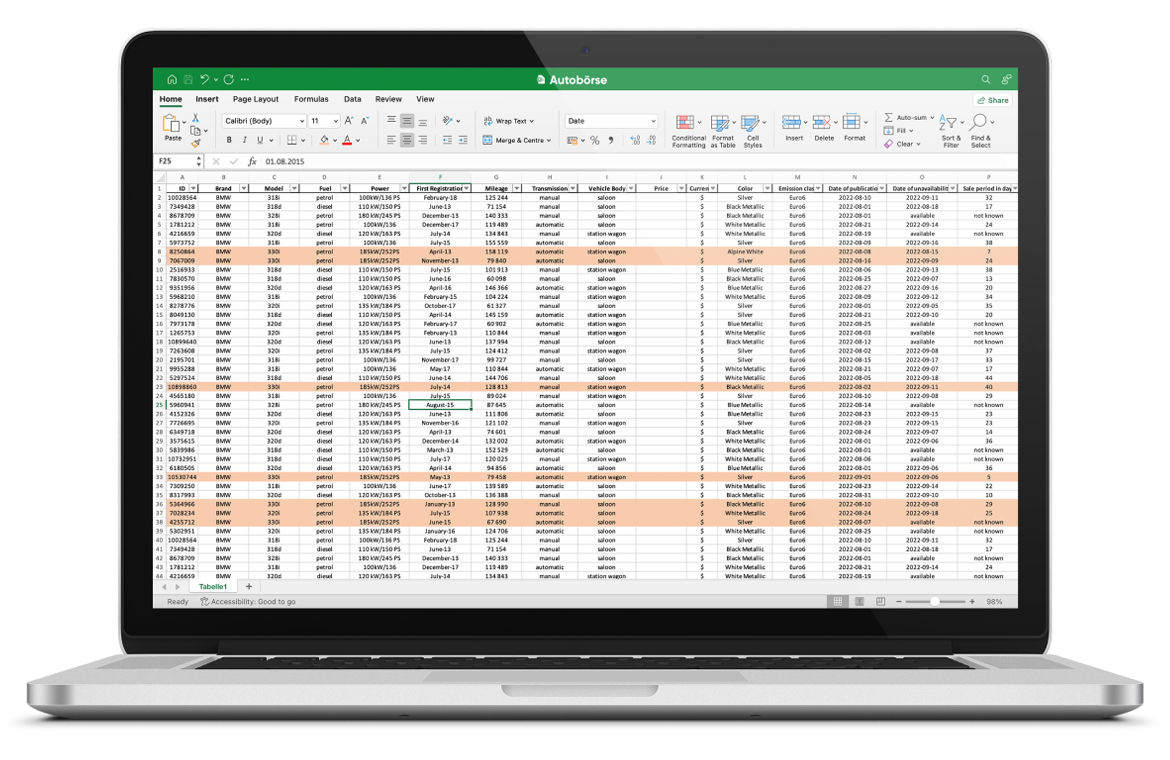 Autobörse
Home Insert Page Layout Formulas Data Review View Share
Calibri (Body) 11 Wrap Text Date Auto-sum
Paste B I U Merge & Centre Conditional Formatting Format as Table Cell Styles Insert Delete Format Fill Clear Sort & Filter Find & Select
F25 fx 01.08.2015
A B C D E F G H I J K L M N O P
1 ID Brand Model Fuel Power First Registration Mileage Transmission Vehicle Body Price Curren Color Emission clas Date of publicatio Date of unavailabilit Sale period in day
2 10028564 BMW 318i petrol 100kW/136 PS February-18 125 244 manual saloon $ Silver Euro6 2022-08-10 2022-09-11 32
3 7349428 BMW 318d diesel 110 kW/150 PS June-13 71 154 manual saloon $ Black Metallic Euro6 2022-08-01 2022-08-18 17
4 8678709 BMW 328i petrol 180 kW/245 PS December-13 140 333 manual saloon $ Black Metallic Euro6 2022-08-01 available not known
5 1781212 BMW 318i petrol 100kW/136 December-17 119 489 automatic saloon $ White Metallic Euro6 2022-08-21 2022-09-14 24
6 4216659 BMW 320d diesel 120 kW/163 PS July-14 134 843 manual station wagon $ White Metallic Euro6 2022-08-19 available not known
7 5973752 BMW 318i petrol 100kW/136 July-15 155 559 automatic saloon $ Silver Euro6 2022-08-09 2022-09-16 38
8 8250864 BMW 330i petrol 185kW/252PS April-13 158 119 automatic station wagon $ Alpine White Euro6 2022-08-08 2022-08-15 7
9 7067009 BMW 330i petrol 185kW/252PS November-13 79 840 automatic saloon $ Silver Euro6 2022-08-16 2022-09-09 24
10 2516933 BMW 318d diesel 110 kW/150 PS July-15 101 913 manual station wagon $ Blue Metallic Euro6 2022-08-06 2022-09-13 38
11 7830570 BMW 318d diesel 110 kW/150 PS June-16 60 098 manual saloon $ Black Metallic Euro6 2022-08-25 2022-09-07 13
12 9351956 BMW 320d diesel 120 kW/163 PS April-16 146 366 automatic station wagon $ Blue Metallic Euro6 2022-08-27 2022-09-16 20
13 5968210 BMW 318i petrol 100kW/136 February-15 104 224 manual station wagon $ White Metallic Euro6 2022-08-09 2022-09-12 34
14 8278776 BMW 320i petrol 135 kW/184 PS October-17 61 327 manual saloon $ Silver Euro6 2022-08-01 2022-09-05 35
15 8049130 BMW 318d diesel 110 kW/150 PS April-14 145 159 automatic station wagon $ Silver Euro6 2022-08-21 2022-09-10 20
16 7973178 BMW 320d diesel 120 kW/163 PS February-17 60 902 automatic station wagon $ Blue Metallic Euro6 2022-08-25 available not known
17 1265753 BMW 320i petrol 135 kW/184 PS February-13 110 844 manual station wagon $ White Metallic Euro6 2022-08-03 available not known
18 10899640 BMW 320d diesel 120 kW/163 PS June-13 137 994 manual saloon $ Black Metallic Euro6 2022-08-12 available not known
19 7263608 BMW 320i petrol 135 kW/184 PS July-15 124 412 manual saloon $ Silver Euro6 2022-08-02 2022-09-08 37
20 2195701 BMW 318i petrol 100kW/136 November-17 99 727 manual saloon $ Silver Euro6 2022-08-15 2022-09-17 33
21 9955288 BMW 318i petrol 100kW/136 May-17 110 844 automatic station wagon $ White Metallic Euro6 2022-08-21 2022-09-07 17
22 5297524 BMW 318d diesel 110 kW/150 PS June-14 144 706 manual saloon $ White Metallic Euro6 2022-08-05 2022-09-18 44
23 10898860 BMW 330i petrol 185kW/252PS July-14 128 813 manual station wagon $ Black Metallic Euro6 2022-08-02 2022-09-11 40
24 4565180 BMW 318i petrol 100kW/136 July-15 89 024 manual saloon $ Silver Euro6 2022-08-10 2022-09-08 29
25 5960941 BMW 328i petrol 180 kW/245 PS August-15 87 645 automatic saloon $ Blue Metallic Euro6 2022-08-14 available not known
26 4152326 BMW 320d diesel 120 kW/163 PS June-13 111 806 automatic saloon $ Blue Metallic Euro6 2022-08-23 2022-09-15 23
27 7726695 BMW 320i petrol 135 kW/184 PS November-16 121 102 manual saloon $ Silver Euro6 2022-08-23 2022-09-15 23
28 6349718 BMW 320d diesel 120 kW/163 PS April-13 74 601 manual saloon $ Black Metallic Euro6 2022-08-24 2022-09-07 14
29 3575615 BMW 320d diesel 120 kW/163 PS December-14 132 002 automatic station wagon $ White Metallic Euro6 2022-08-01 2022-09-06 36
30 5839986 BMW 318d diesel 110 kW/150 PS March-13 152 529 manual saloon $ Black Metallic Euro6 2022-08-01 available not known
31 10732951 BMW 318d diesel 110 kW/150 PS July-17 120 025 manual station wagon $ White Metallic Euro6 2022-08-06 available not known
32 6180505 BMW 320d diesel 120 kW/163 PS April-14 94 856 automatic saloon $ Blue Metallic Euro6 2022-08-01 2022-09-06 36
33 10530744 BMW 330i petrol 185kW/252PS May-13 79 458 automatic station wagon $ Silver Euro6 2022-09-01 2022-09-06 5
34 7309250 BMW 318i petrol 100kW/136 June-17 139 589 manual saloon $ White Metallic Euro6 2022-08-23 2022-09-14 22
35 8317993 BMW 320d diesel 120 kW/163 PS October-13 136 388 manual saloon $ Black Metallic Euro6 2022-08-31 2022-09-10 10
36 5364966 BMW 330i petrol 185kW/252PS January-13 128 990 manual saloon $ Black Metallic Euro6 2022-08-10 2022-09-08 29
37 7028234 BMW 320i petrol 135 kW/184 PS July-15 107 938 automatic saloon $ White Metallic Euro6 2022-08-24 2022-09-18 25
38 4255712 BMW 330i petrol 185kW/252PS June-15 67 690 automatic saloon $ Silver Euro6 2022-08-07 available not known
39 5302951 BMW 320d diesel 120 kW/163 PS January-16 124 706 automatic saloon $ White Metallic Euro6 2022-08-25 available not known
40 10028564 BMW 318i petrol 100kW/136 PS February-18 125 244 manual saloon $ Silver Euro6 2022-08-10 2022-09-11 32
41 7349428 BMW 318d diesel 110 kW/150 PS June-13 71 154 manual saloon $ Black Metallic Euro6 2022-08-01 2022-08-18 17
42 8678709 BMW 328i petrol 180 kW/245 PS December-13 140 333 manual saloon $ Black Metallic Euro6 2022-08-01 available not known
43 1781212 BMW 318i petrol 100kW/136 December-17 119 489 automatic saloon $ White Metallic Euro6 2022-08-21 2022-09-14 24
44 4216659 BMW 320d diesel 120 kW/163 PS July-14 134 843 manual station wagon $ White Metallic Euro6 2022-08-19 available not known
Tabelle1 +
Ready Accessibility: Good to go 98%